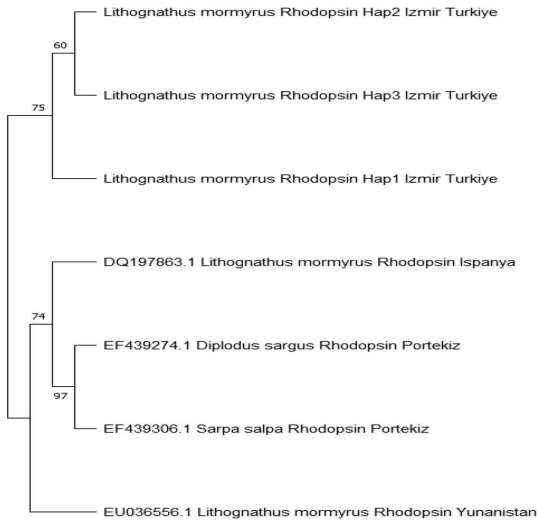 60
Lithognathus mormyrus Rhodopsin Hap2 Izmir Turkiye
Lithognathus mormyrus Rhodopsin Hap3 Izmir Turkiye
75
Lithognathus mormyrus Rhodopsin Hap1 Izmir Turkiye
DQ197863.1 Lithognathus mormyrus Rhodopsin Ispanya
74
EF439274.1 Diplodus sargus Rhodopsin Portekiz
97
EF439306.1 Sarpa salpa Rhodopsin Portekiz
EU036556.1 Lithognathus mormyrus Rhodopsin Yunanistan